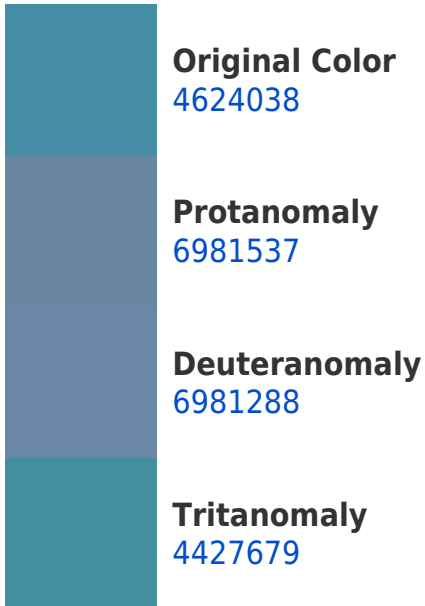 Original Color
4624038
Protanomaly
6981537
Deuteranomaly
6981288
Tritanomaly
4427679